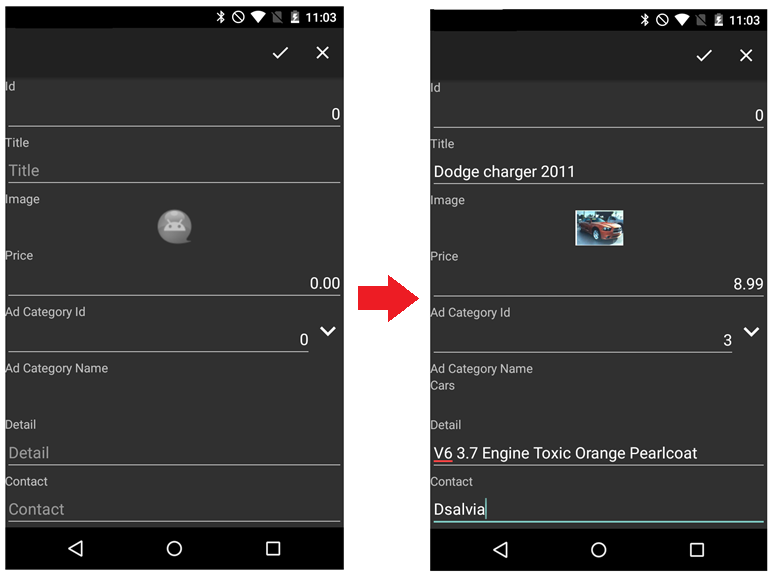 11:03
Id
0
Title
Title
Image
Price
0.00
Ad Category Id
0
Ad Category Name
Detail
Detail
Contact
Contact
11:03
Id
0
Title
Dodge charger 2011
Image
Price
8.99
Ad Category Id
3
Ad Category Name
Cars
Detail
V6 3.7 Engine Toxic Orange Pearlcoat
Contact
Dsalvia